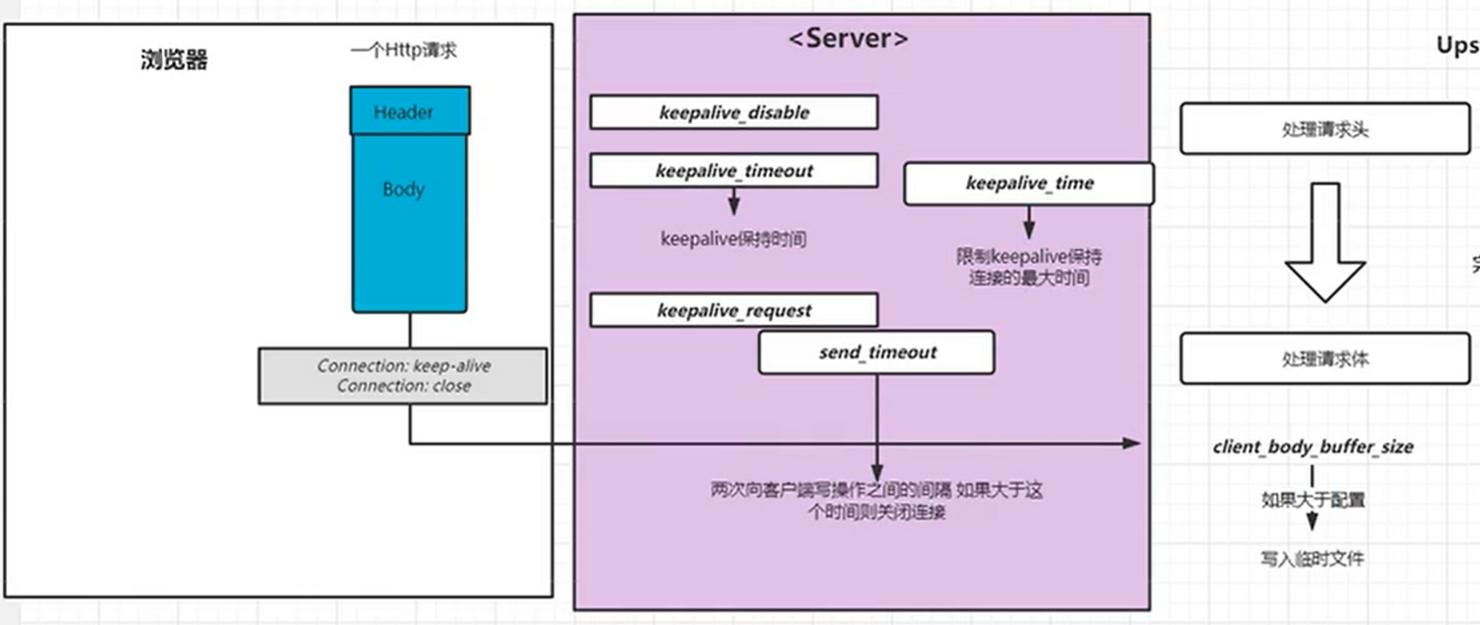 浏览器
一个Http请求
Header
Body
Connection: keep-alive
Connection: close
<Server>
keepalive_disable
keepalive_timeout
keepalive保持时间
keepalive_time
限制keepalive保持
连接的最大时间
keepalive_request
send_timeout
两次向客户端写操作之间的间隔 如果大于这
个时间则关闭连接
Ups
处理请求头
处理请求体
client_body_buffer_size
如果大于配置
写入临时文件